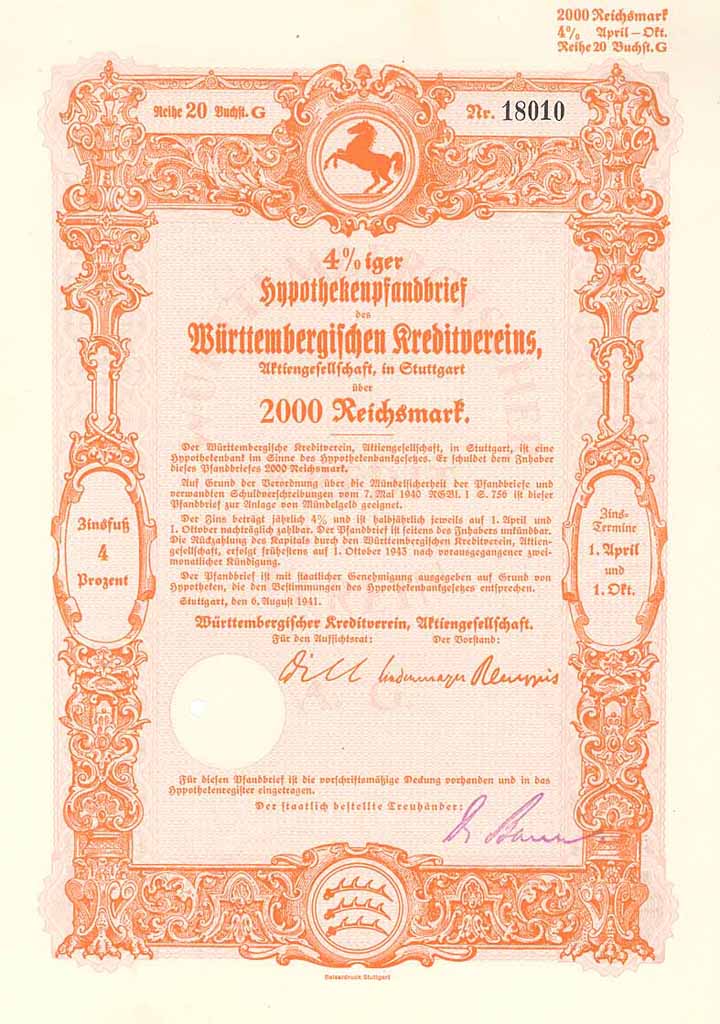 2000 Reichsmark
4% April – Okt.
Reihe 20 Buchst. G
Reihe 20 Buchst. G
Nr. 18010
4%iger
Hypothekenpfandbrief
des
Württembergischen Kreditvereins,
Aktiengesellschaft, in Stuttgart
über
2000 Reichsmark.
Der Württembergische Kreditverein, Aktiengesellschaft, in Stuttgart, ist eine
Hypothekenbank im Sinne des Hypothekenbankgesetzes. Er schuldet dem Inhaber
dieses Pfandbriefes 2000 Reichsmark.
Auf Grund der Verordnung über die Mündelsicherheit der Pfandbriefe und
verwandten Schuldverschreibungen vom 7. Mai 1940 RGBl. I S. 756 ist dieser
Pfandbrief zur Anlage von Mündelgeld geeignet.
Der Zins beträgt jährlich 4% und ist halbjährlich jeweils auf 1. April und
1. Oktober nachträglich zahlbar. Der Pfandbrief ist seitens des Inhabers unkündbar.
Die Rückzahlung des Kapitals durch den Württembergischen Kreditverein, Aktien-
gesellschaft, erfolgt frühestens auf 1. Oktober 1943 nach vorausgegangener zwei-
monatlicher Kündigung.
Der Pfandbrief ist mit staatlicher Genehmigung ausgegeben auf Grund von
Hypotheken, die den Bestimmungen des Hypothekenbankgesetzes entsprechen.
Stuttgart, den 6. August 1941.
Zinsfuß
4
Prozent
Zins-
Termine
1. April
und
1. Okt.
Württembergischer Kreditverein, Aktiengesellschaft.
Für den Aufsichtsrat: Der Vorstand:
Dill Lindenmayer Remppis
Für diesen Pfandbrief ist die vorschriftsmäßige Deckung vorhanden und in das
Hypothekenregister eingetragen.
Der staatlich bestellte Treuhänder:
Beiserdruck Stuttgart